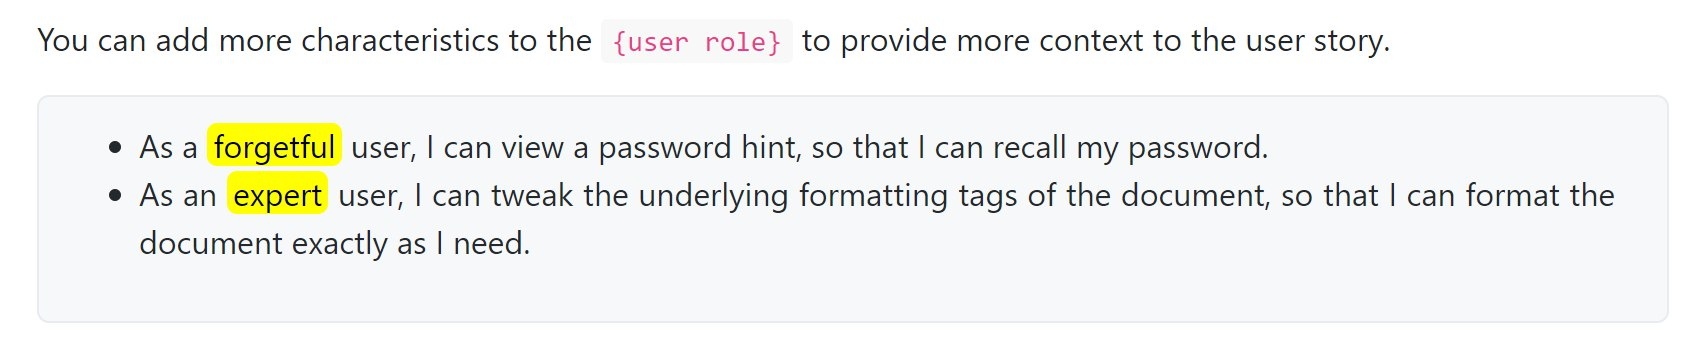 You can add more characteristics to the {user role} to provide more context to the user story.
• As a forgetful user, I can view a password hint, so that I can recall my password.
• As an expert user, I can tweak the underlying formatting tags of the document, so that I can format the
document exactly as I need.